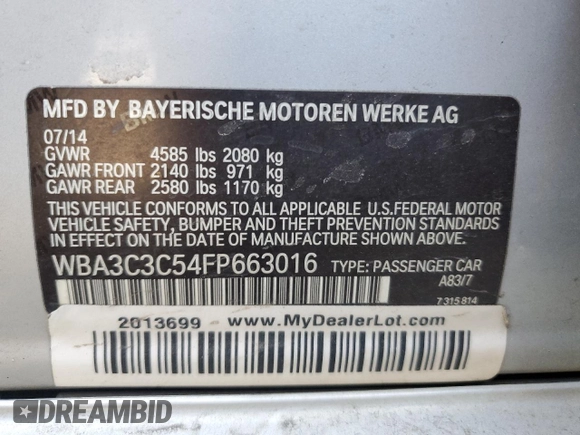 MFD BY BAYERISCHE MOTOREN WERKE AG
07/14
GVWR 4585 lbs 2080 kg
GAWR FRONT 2140 lbs 971 kg
GAWR REAR 2580 lbs 1170 kg
THIS VEHICLE CONFORMS TO ALL APPLICABLE U.S.FEDERAL MOTOR
VEHICLE SAFETY, BUMPER AND THEFT PREVENTION STANDARDS
IN EFFECT ON THE DATE OF MANUFACTURE SHOWN ABOVE.
WBA3C3C54FP663016 TYPE: PASSENGER CAR
A83/7
7 315 814
2013699 www.MyDealerLot.com
DREAMBID